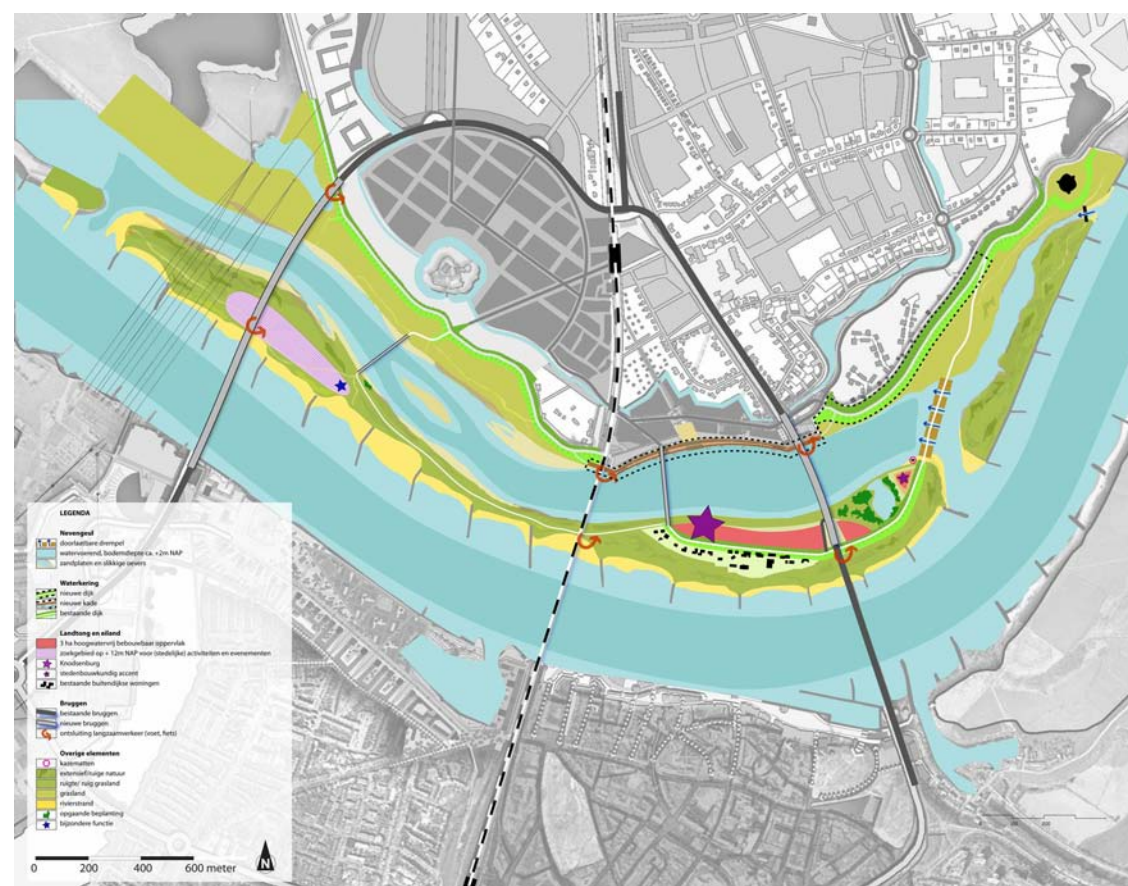 LEGENDA
Nevengeul
doorlaatbare drempel
watervoerend, bodemdiepte ca. +2m NAP
zandplaten en slikkige oevers
Waterkering
nieuwe dijk
nieuwe kade
bestaande dijk
Landtong en eiland
5 ha hoogwatervrij bebouwbaar oppervlak
zoekgebied op + 12m NAP voor (stedelijke) activiteiten en evenementen
Knodsenburg
stedenbouwkundig accent
bestaande buitendijkse woningen
Bruggen
bestaande bruggen
nieuwe bruggen
ontsluiting langzaamverkeer (voet, fiets)
Overige elementen
kazematten
extensief/ruige natuur
ruigte/ ruig grasland
grasland
rivierstrand
opgaande beplanting
bijzondere functie
0 200 400 600 meter
N